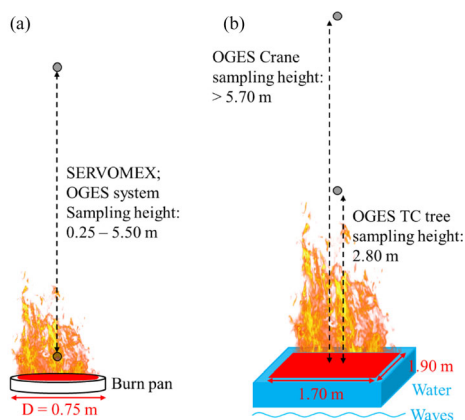 (a)
SERVOMEX;
OGES system
Sampling height:
0.25 – 5.50 m
Burn pan
D = 0.75 m
(b)
OGES Crane
sampling height:
> 5.70 m
OGES TC tree
sampling height:
2.80 m
1.90 m
1.70 m
Water
Waves